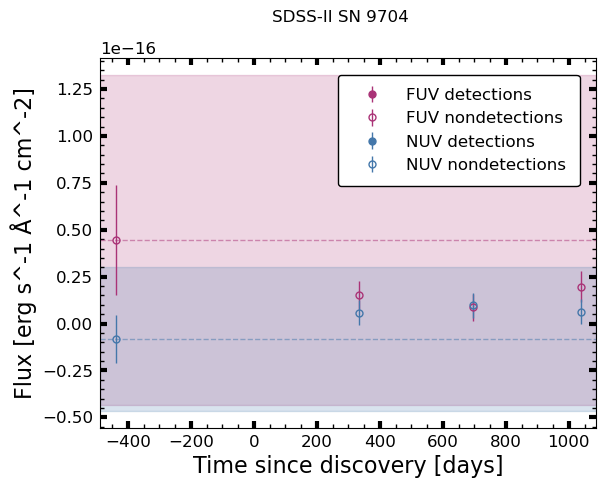 SDSS-II SN 9704
1e−16
Flux [erg s^-1 Å^-1 cm^-2]
1.25
1.00
0.75
0.50
0.25
0.00
−0.25
−0.50
FUV detections
FUV nondetections
NUV detections
NUV nondetections
−400 −200 0 200 400 600 800 1000
Time since discovery [days]